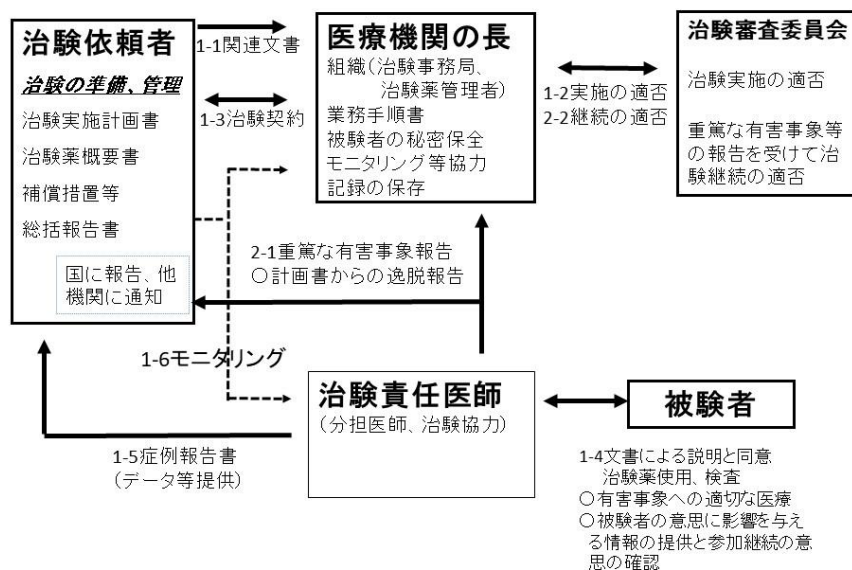 治験依頼者
治験の準備、管理
治験実施計画書
治験薬概要書
補償措置等
総括報告書
国に報告、他
機関に通知
1-1関連文書
1-3治験契約
医療機関の長
組織(治験事務局、
治験薬管理者)
業務手順書
被験者の秘密保全
モニタリング等協力
記録の保存
1-2実施の適否
2-2継続の適否
治験審査委員会
治験実施の適否
重篤な有害事象等
の報告を受けて治
験継続の適否
2-1重篤な有害事象報告
〇計画書からの逸脱報告
1-6モニタリング
治験責任医師
(分担医師、治験協力)
1-5症例報告書
(データ等提供)
被験者
1-4文書による説明と同意
治験薬使用、検査
〇有害事象への適切な医療
〇被験者の意思に影響を与え
る情報の提供と参加継続の意
思の確認